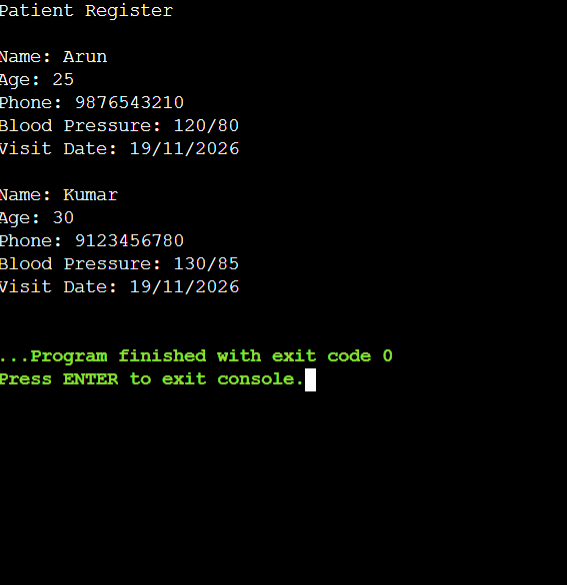 Patient Register
Name: Arun
Age: 25
Phone: 9876543210
Blood Pressure: 120/80
Visit Date: 19/11/2026
Name: Kumar
Age: 30
Phone: 9123456780
Blood Pressure: 130/85
Visit Date: 19/11/2026
...Program finished with exit code 0
Press ENTER to exit console.